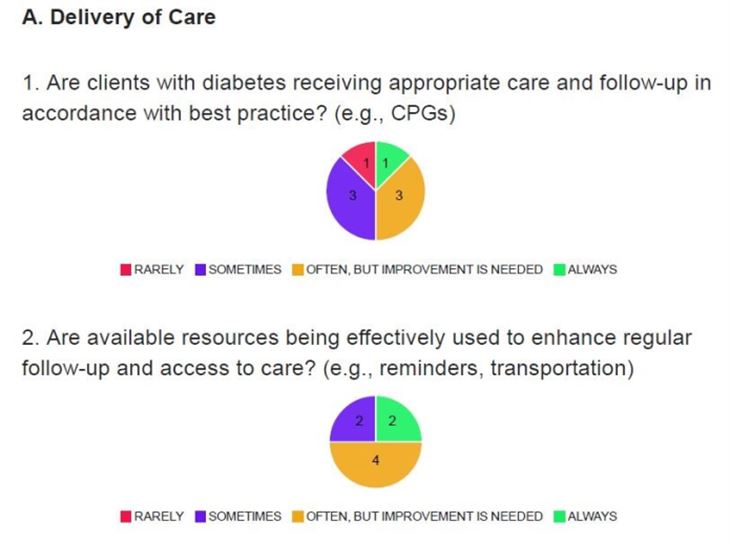 A. Delivery of Care
1. Are clients with diabetes receiving appropriate care and follow-up in
accordance with best practice? (e.g., CPGs)
1 1
3 3
RARELY SOMETIMES OFTEN, BUT IMPROVEMENT IS NEEDED ALWAYS
2. Are available resources being effectively used to enhance regular
follow-up and access to care? (e.g., reminders, transportation)
2 2
4
RARELY SOMETIMES OFTEN, BUT IMPROVEMENT IS NEEDED ALWAYS